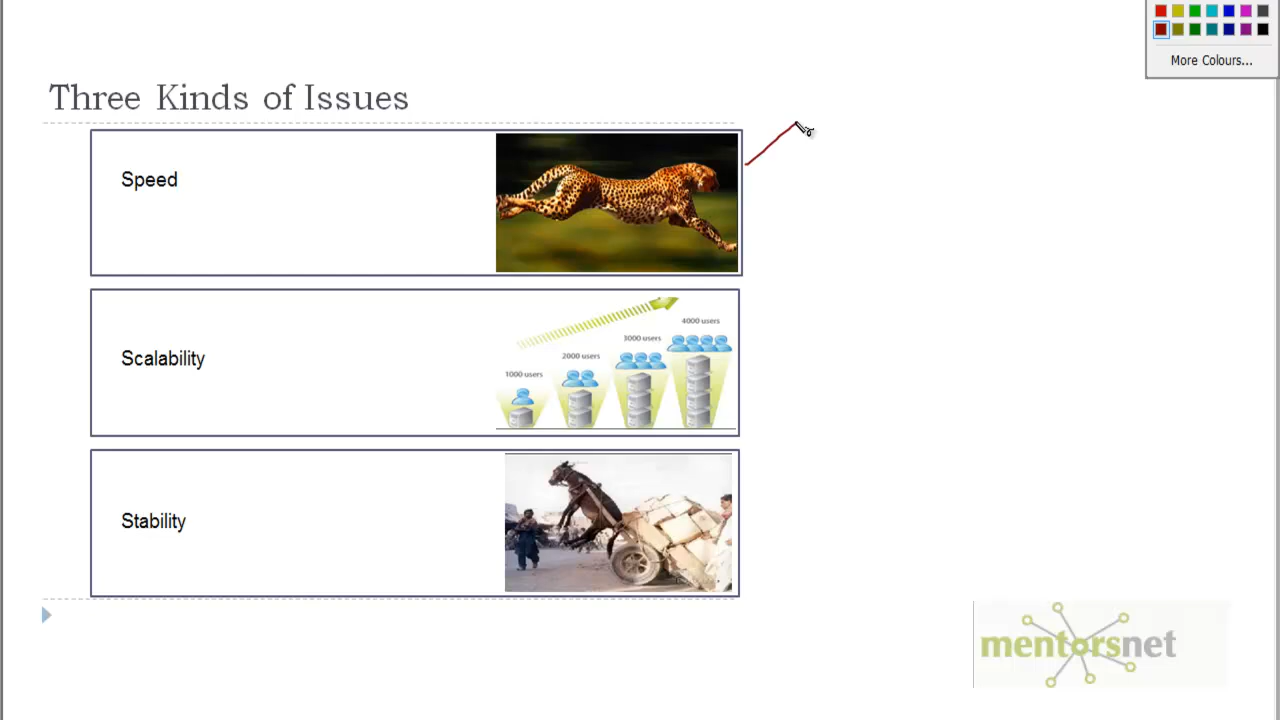 More Colours...
Three Kinds of Issues
Speed
Scalability
1000 users
2000 users
3000 users
4000 users
Stability
mentorsnet